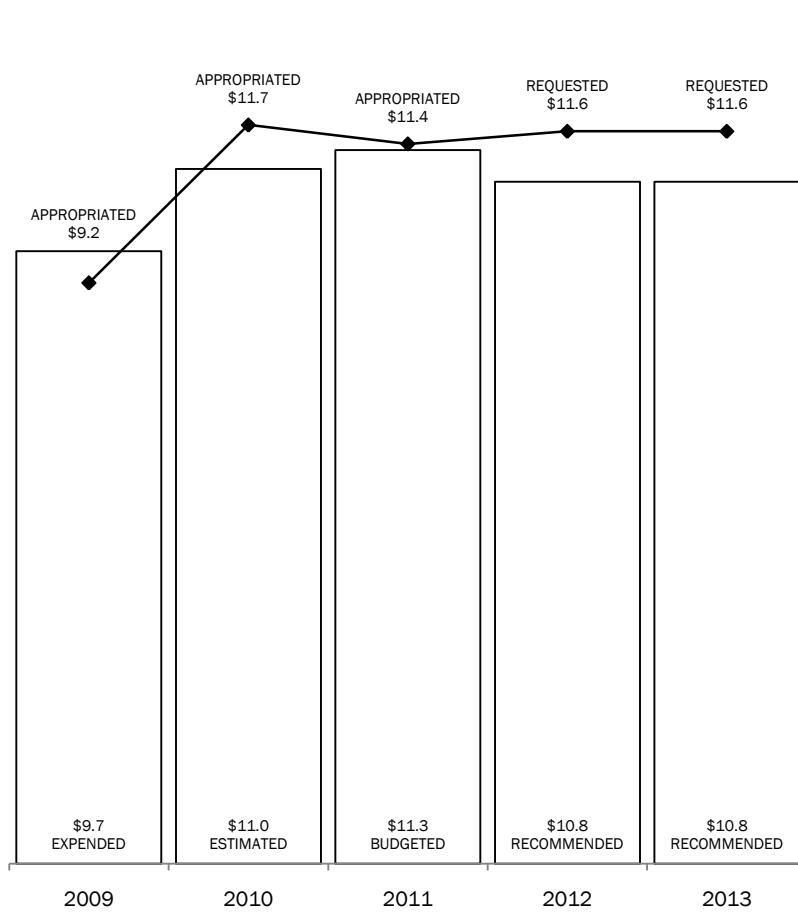 APPROPRIATED
$11.7
APPROPRIATED
$11.4
REQUESTED
$11.6
REQUESTED
$11.6
APPROPRIATED
$9.2
$9.7
EXPENDED
$11.0
ESTIMATED
$11.3
BUDGETED
$10.8
RECOMMENDED
$10.8
RECOMMENDED
2009
2010
2011
2012
2013